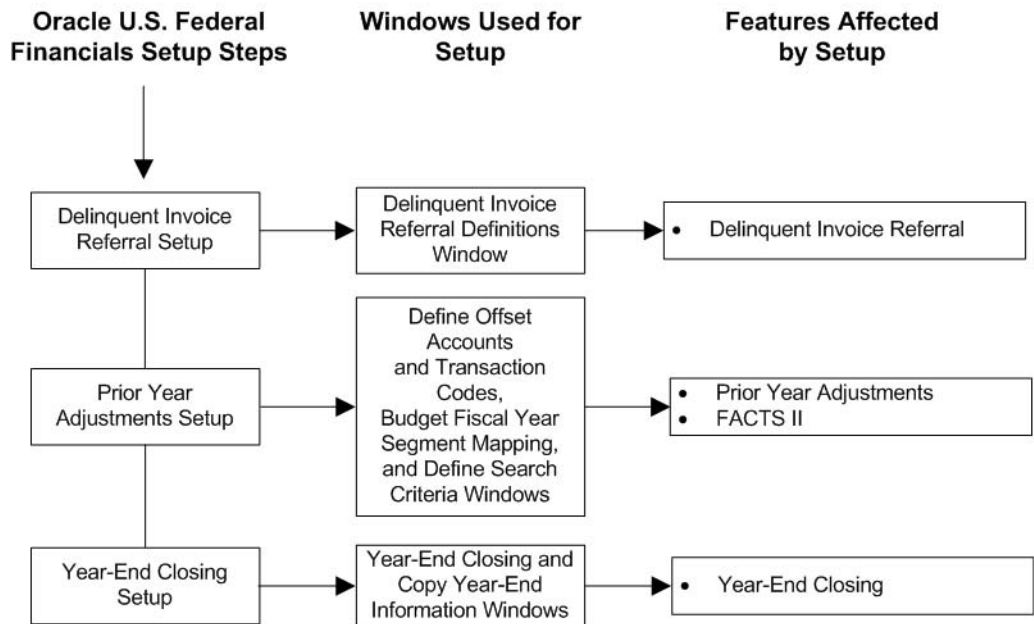 Oracle U.S. Federal
Financials Setup Steps
Windows Used for
Setup
Features Affected
by Setup
Delinquent Invoice
Referral Setup
Delinquent Invoice
Referral Definitions
Window
• Delinquent Invoice Referral
Prior Year
Adjustments Setup
Define Offset
Accounts
and Transaction
Codes,
Budget Fiscal Year
Segment Mapping,
and Define Search
Criteria Windows
• Prior Year Adjustments
• FACTS II
Year-End Closing
Setup
Year-End Closing and
Copy Year-End
Information Windows
• Year-End Closing